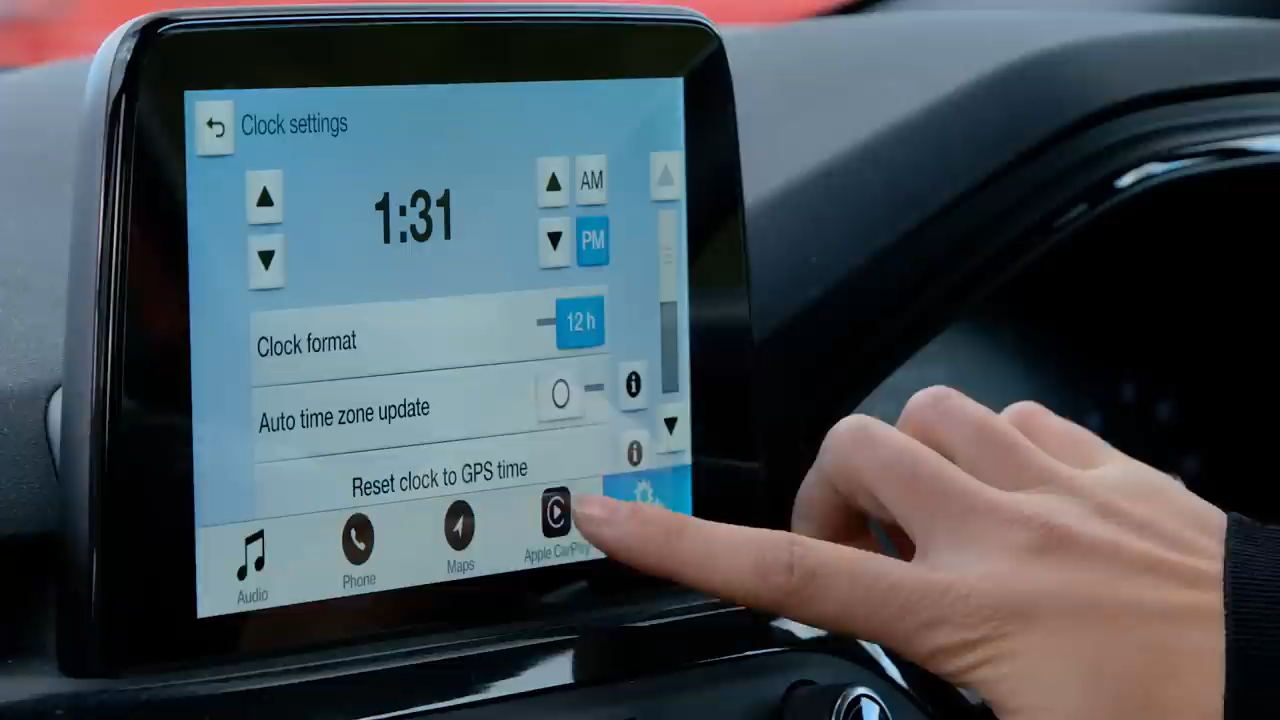 Clock settings
1:31
AM
PM
Clock format
12 h
Auto time zone update
Reset clock to GPS time
Audio
Phone
Maps
Apple CarPlay